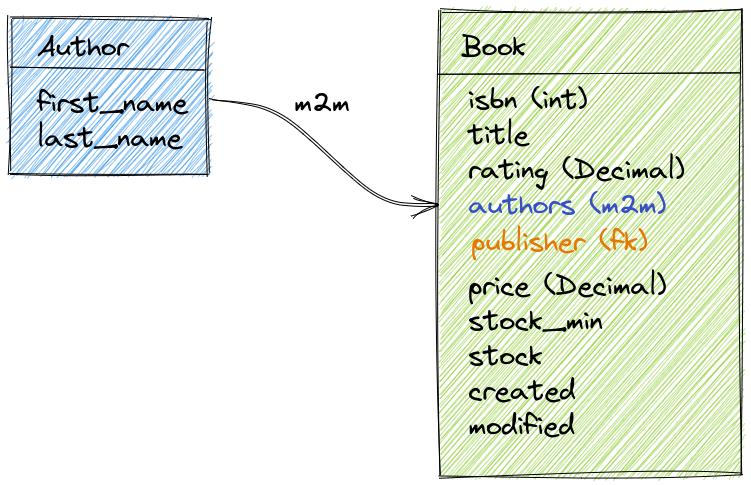 Author
first_name
last_name
m2m
Book
isbn (int)
title
rating (Decimal)
authors (m2m)
publisher (fk)
price (Decimal)
stock_min
stock
created
modified